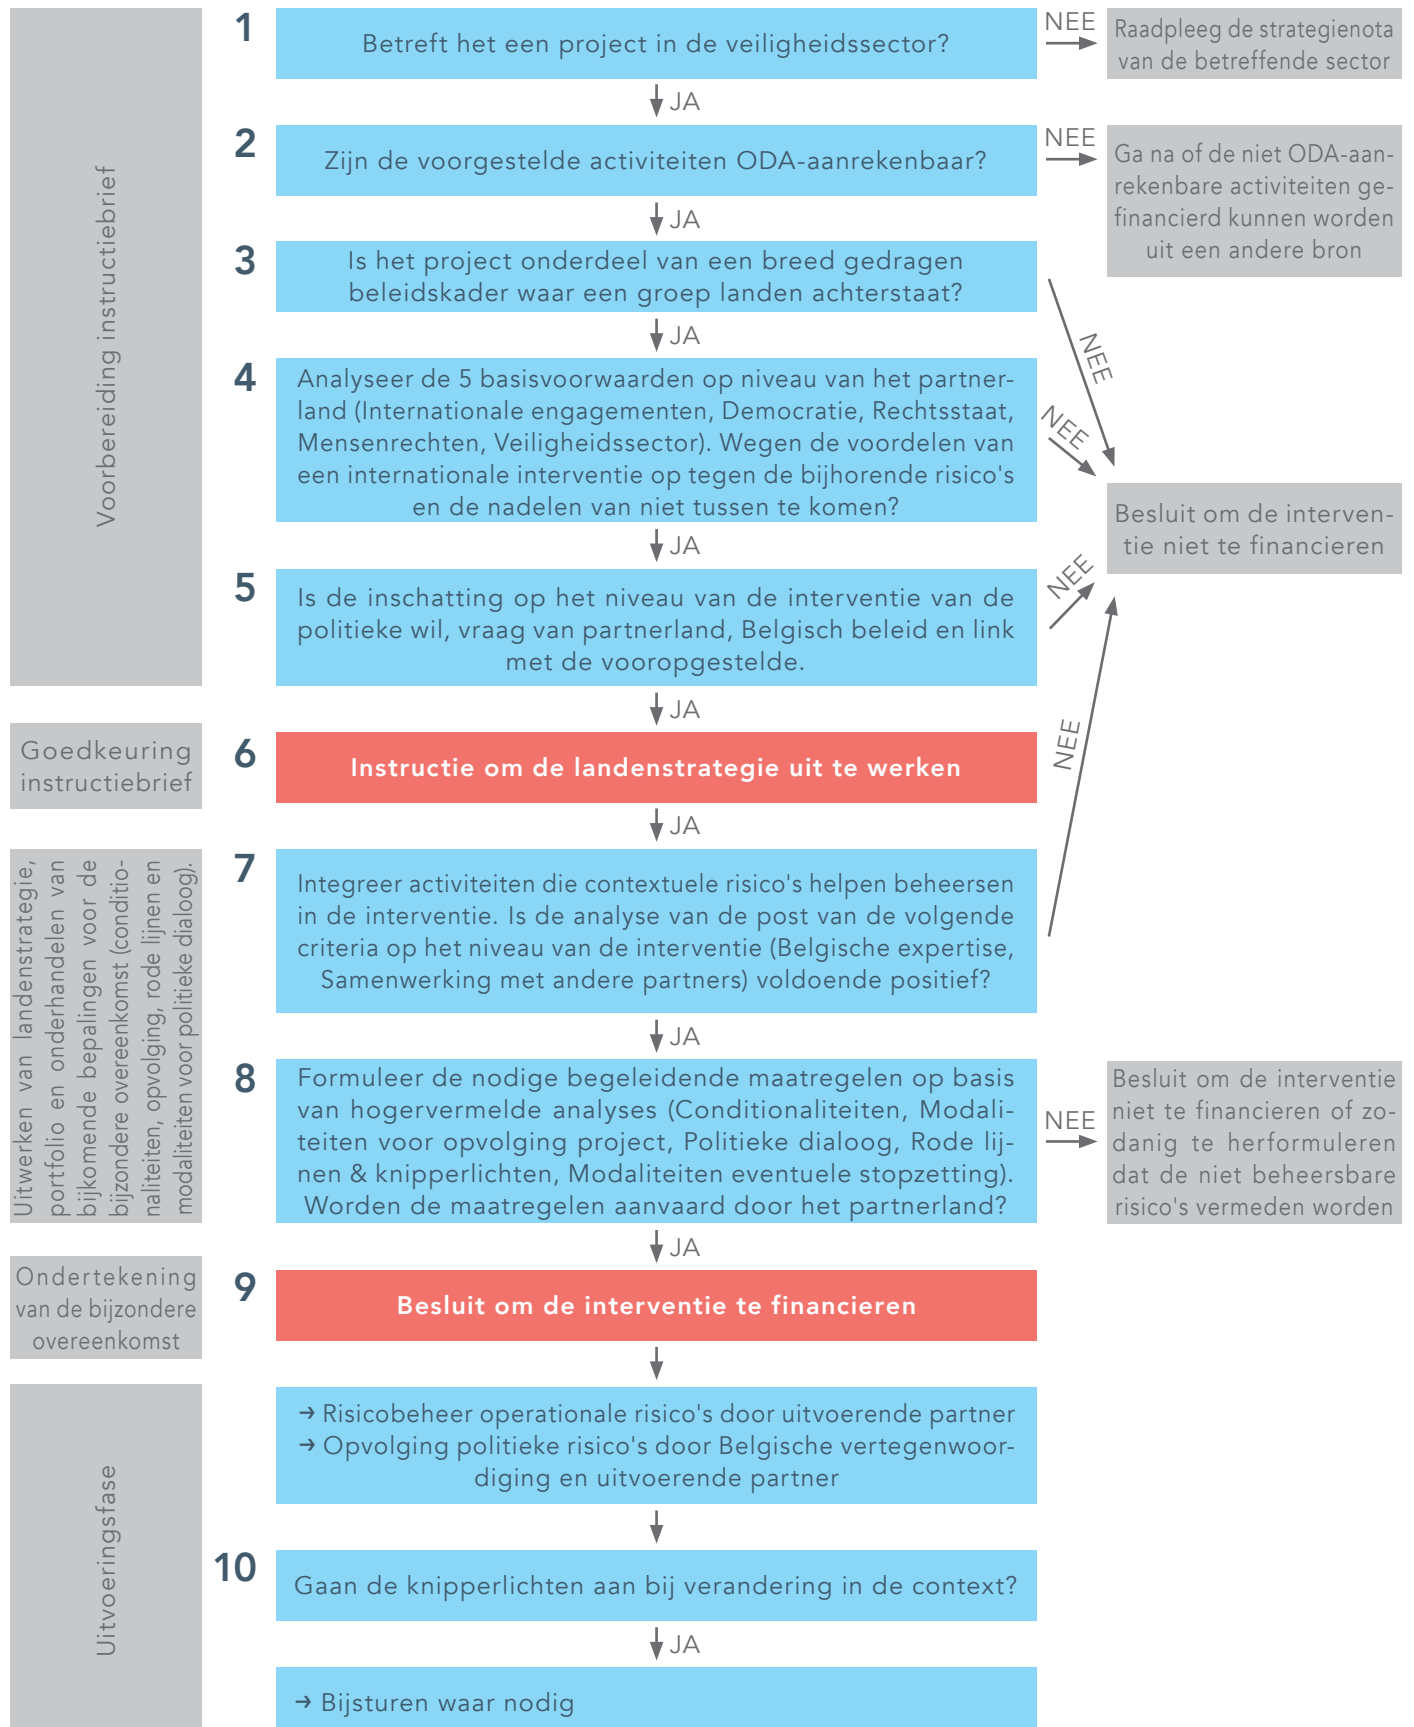 Voorbereiding instructiebrief
1
Betreft het een project in de veiligheidssector?
NEE
Raadpleeg de strategienota
van de betreffende sector
JA
2
Zijn de voorgestelde activiteiten ODA-aanrekenbaar?
NEE
Ga na of de niet ODA-aan-
rekenbare activiteiten ge-
financierd kunnen worden
uit een andere bron
JA
3
Is het project onderdeel van een breed gedragen
beleidskader waar een groep landen achterstaat?
NEE
JA
4
Analyseer de 5 basisvoorwaarden op niveau van het partner-
land (Internationale engagementen, Democratie, Rechtsstaat,
Mensenrechten, Veiligheidssector). Wegen de voordelen van
een internationale interventie op tegen de bijhorende risico's
en de nadelen van niet tussen te komen?
NEE
Besluit om de interven-
tie niet te financieren
JA
5
Is de inschatting op het niveau van de interventie van de
politieke wil, vraag van partnerland, Belgisch beleid en link
met de vooropgestelde.
NEE
JA
Goedkeuring
instructiebrief
6
Instructie om de landenstrategie uit te werken
NEE
JA
Uitwerken van landenstrategie,
portfolio en onderhandelen van
bijkomende bepalingen voor de
bijzondere overeenkomst (conditio-
naliteiten, opvolging, rode lijnen en
modaliteiten voor politieke dialoog).
7
Integreer activiteiten die contextuele risico's helpen beheersen
in de interventie. Is de analyse van de post van de volgende
criteria op het niveau van de interventie (Belgische expertise,
Samenwerking met andere partners) voldoende positief?
JA
8
Formuleer de nodige begeleidende maatregelen op basis
van hogervermelde analyses (Conditionaliteiten, Modali-
teiten voor opvolging project, Politieke dialoog, Rode lij-
nen & knipperlichten, Modaliteiten eventuele stopzetting).
Worden de maatregelen aanvaard door het partnerland?
NEE
Besluit om de interventie
niet te financieren of zo-
danig te herformuleren
dat de niet beheersbare
risico's vermeden worden
JA
Ondertekening
van de bijzondere
overeenkomst
9
Besluit om de interventie te financieren
Uitvoeringsfase
→ Risicobeheer operationale risico's door uitvoerende partner
→ Opvolging politieke risico's door Belgische vertegenwoor-
diging en uitvoerende partner
10
Gaan de knipperlichten aan bij verandering in de context?
JA
→ Bijsturen waar nodig